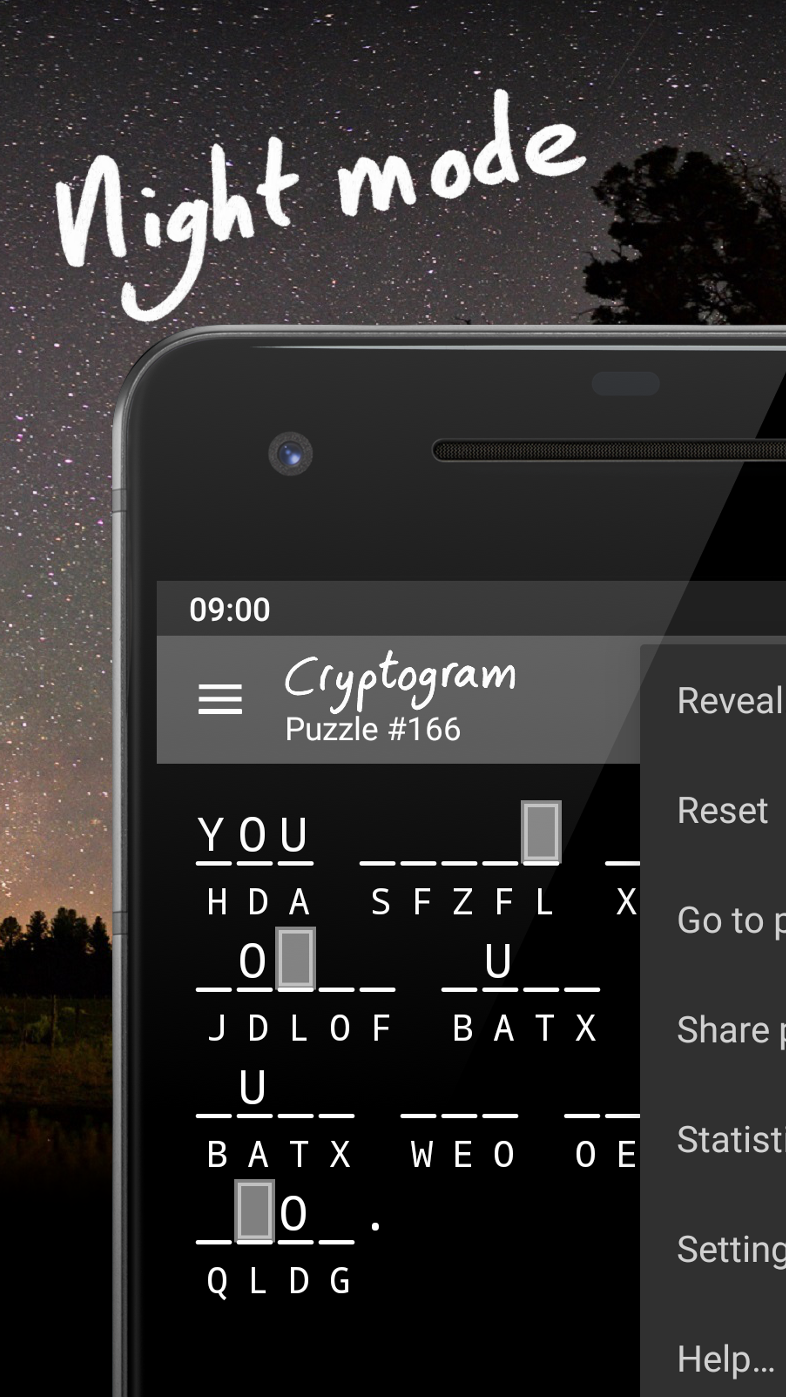 Night mode
09:00
Cryptogram
Puzzle #166
Reveal
Reset
Go to p
Share p
Statisti
Setting
Help...
YOU
HDA SFZFL X
O U
JDLOF BATX
U
BATX WEO OE
O .
QLDG